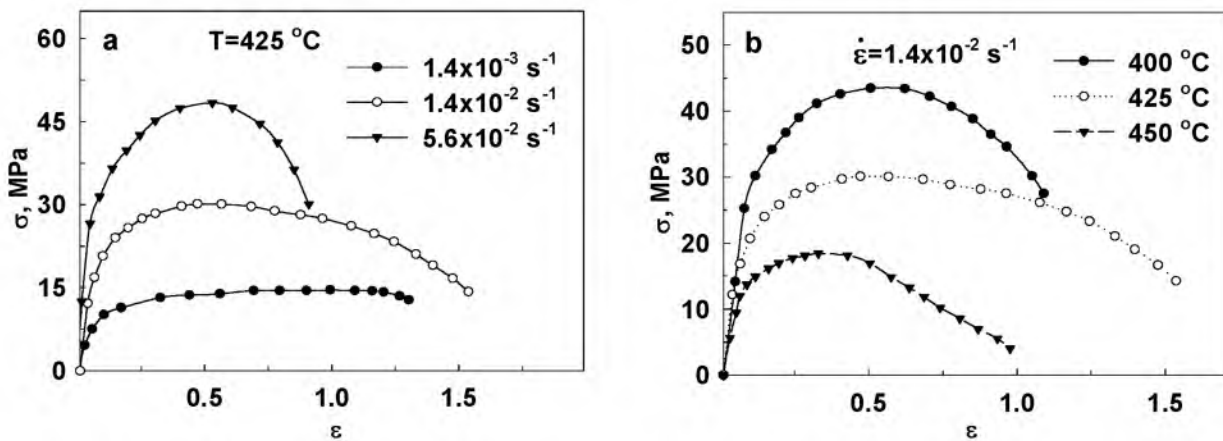 a
T=425 °C
1.4x10⁻³ s⁻¹
1.4x10⁻² s⁻¹
5.6x10⁻² s⁻¹
60
45
30
15
0
0.5
1.0
1.5
σ, MPa
ε
b
ε̇=1.4x10⁻² s⁻¹
400 °C
425 °C
450 °C
50
40
30
20
10
0
0.5
1.0
1.5
σ, MPa
ε